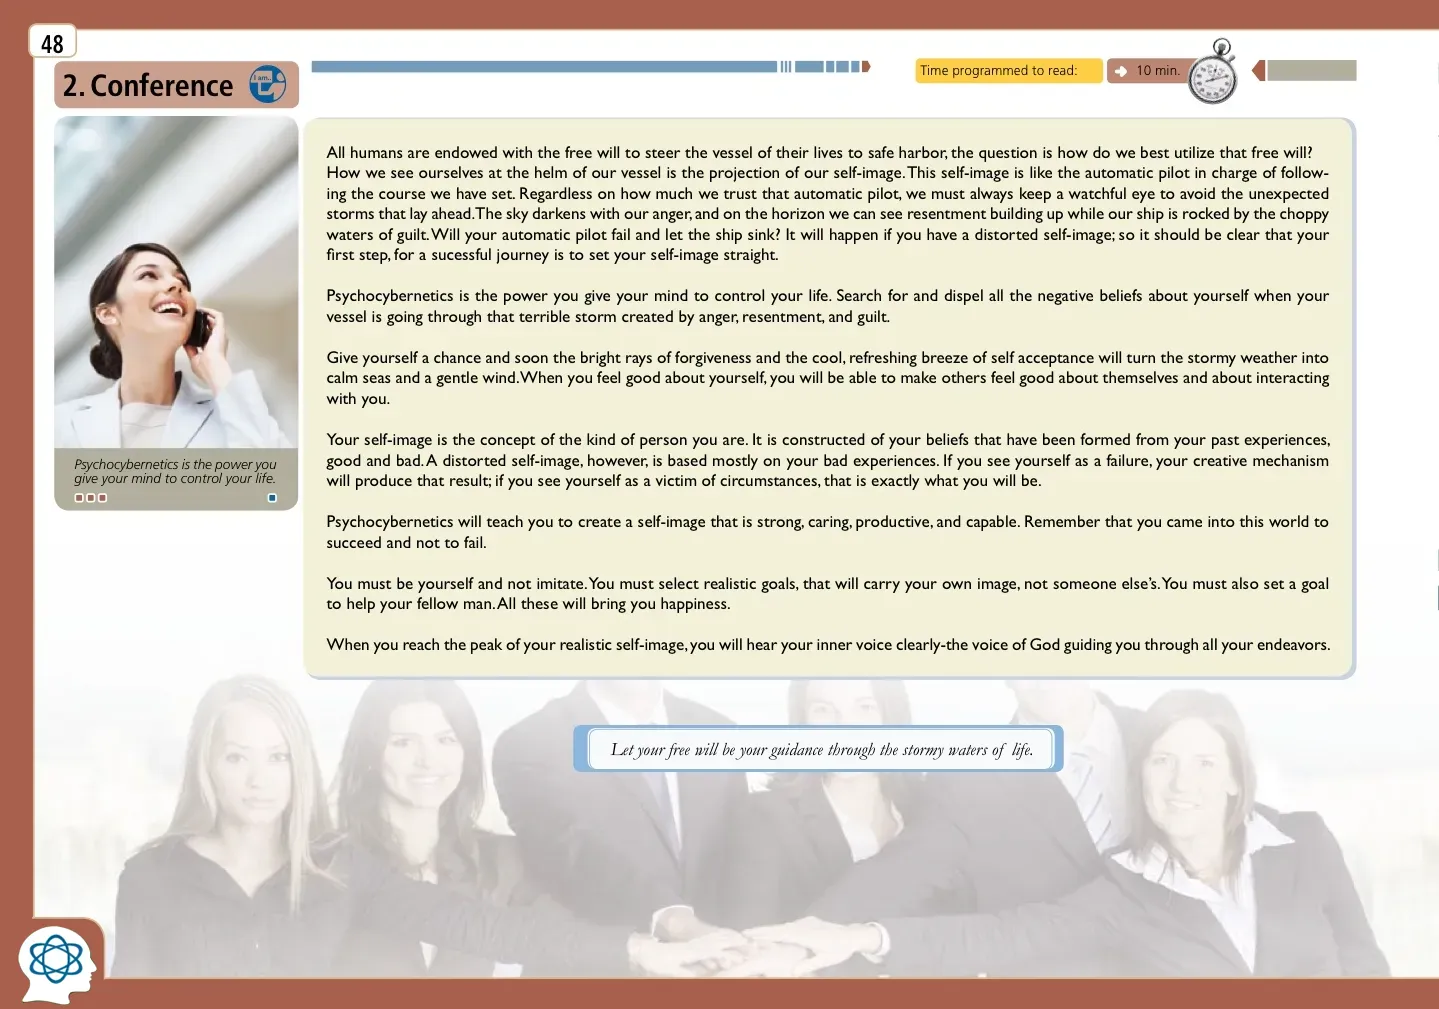 48
2. Conference
I am...
Time programmed to read:
10 min.
All humans are endowed with the free will to steer the vessel of their lives to safe harbor, the question is how do we best utilize that free will?
How we see ourselves at the helm of our vessel is the projection of our self-image. This self-image is like the automatic pilot in charge of follow-
ing the course we have set. Regardless on how much we trust that automatic pilot, we must always keep a watchful eye to avoid the unexpected
storms that lay ahead. The sky darkens with our anger, and on the horizon we can see resentment building up while our ship is rocked by the choppy
waters of guilt. Will your automatic pilot fail and let the ship sink? It will happen if you have a distorted self-image; so it should be clear that your
first step, for a sucessful journey is to set your self-image straight.
Psychocybernetics is the power you give your mind to control your life. Search for and dispel all the negative beliefs about yourself when your
vessel is going through that terrible storm created by anger, resentment, and guilt.
Give yourself a chance and soon the bright rays of forgiveness and the cool, refreshing breeze of self acceptance will turn the stormy weather into
calm seas and a gentle wind. When you feel good about yourself, you will be able to make others feel good about themselves and about interacting
with you.
Your self-image is the concept of the kind of person you are. It is constructed of your beliefs that have been formed from your past experiences,
good and bad. A distorted self-image, however, is based mostly on your bad experiences. If you see yourself as a failure, your creative mechanism
will produce that result; if you see yourself as a victim of circumstances, that is exactly what you will be.
Psychocybernetics will teach you to create a self-image that is strong, caring, productive, and capable. Remember that you came into this world to
succeed and not to fail.
You must be yourself and not imitate. You must select realistic goals, that will carry your own image, not someone else's. You must also set a goal
to help your fellow man. All these will bring you happiness.
When you reach the peak of your realistic self-image, you will hear your inner voice clearly-the voice of God guiding you through all your endeavors.
Psychocybernetics is the power you
give your mind to control your life.
Let your free will be your guidance through the stormy waters of life.